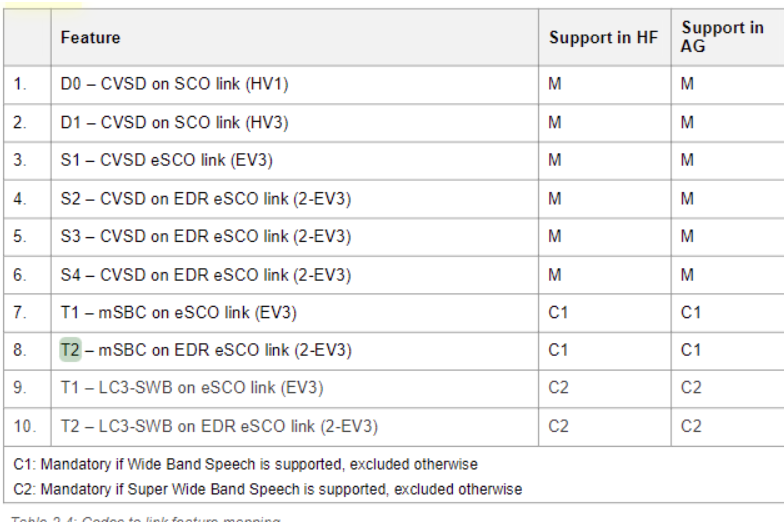 Feature Support in HF Support in AG
1. D0 – CVSD on SCO link (HV1) M M
2. D1 – CVSD on SCO link (HV3) M M
3. S1 – CVSD eSCO link (EV3) M M
4. S2 – CVSD on EDR eSCO link (2-EV3) M M
5. S3 – CVSD on EDR eSCO link (2-EV3) M M
6. S4 – CVSD on EDR eSCO link (2-EV3) M M
7. T1 – mSBC on eSCO link (EV3) C1 C1
8. T2 – mSBC on EDR eSCO link (2-EV3) C1 C1
9. T1 – LC3-SWB on eSCO link (EV3) C2 C2
10. T2 – LC3-SWB on EDR eSCO link (2-EV3) C2 C2
C1: Mandatory if Wide Band Speech is supported, excluded otherwise
C2: Mandatory if Super Wide Band Speech is supported, excluded otherwise
Table 3.4: Codec to link feature mapping